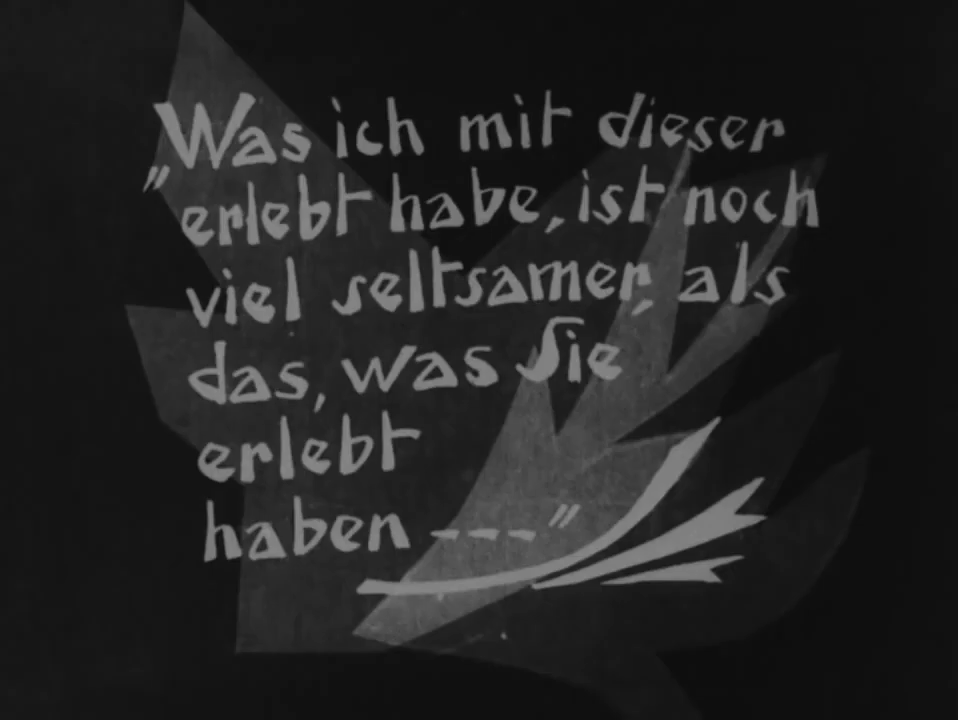 „Was ich mit dieser
erlebt habe, ist noch
viel seltsamer, als
das, was Sie
erlebt
haben ---"